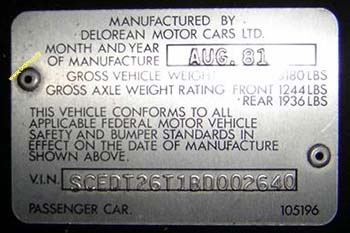 MANUFACTURED BY
DELOREAN MOTOR CARS LTD.
MONTH AND YEAR
OF MANUFACTURE AUG. 81
GROSS VEHICLE WEIGHT 3180 LBS
GROSS AXLE WEIGHT RATING FRONT 1244 LBS
REAR 1936 LBS
THIS VEHICLE CONFORMS TO ALL
APPLICABLE FEDERAL MOTOR VEHICLE
SAFETY AND BUMPER STANDARDS IN
EFFECT ON THE DATE OF MANUFACTURE
SHOWN ABOVE.
V.I.N. SCEDT26T1BD002640
PASSENGER CAR. 105196